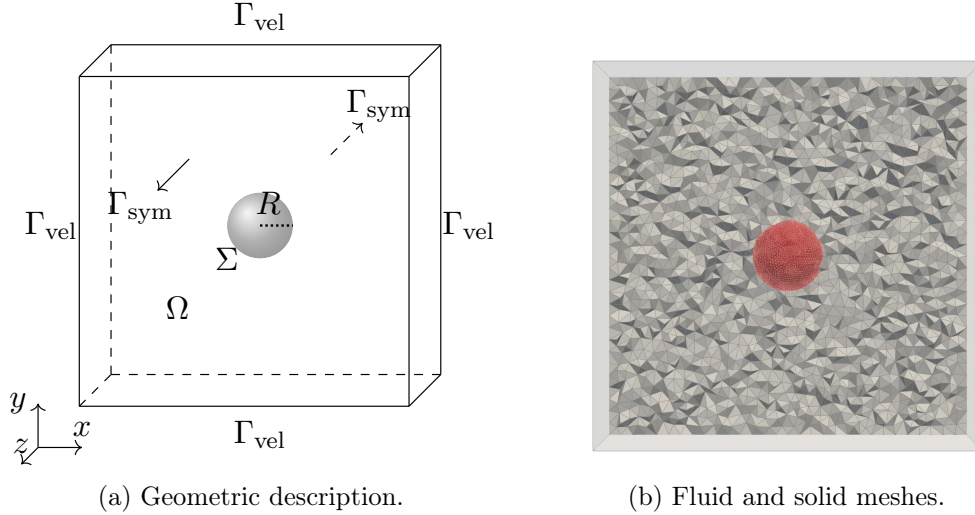 Γvel
Γsym
Γsym
R
Γvel
Γvel
Σ
Ω
y
x
z
Γvel
(a) Geometric description.
(b) Fluid and solid meshes.